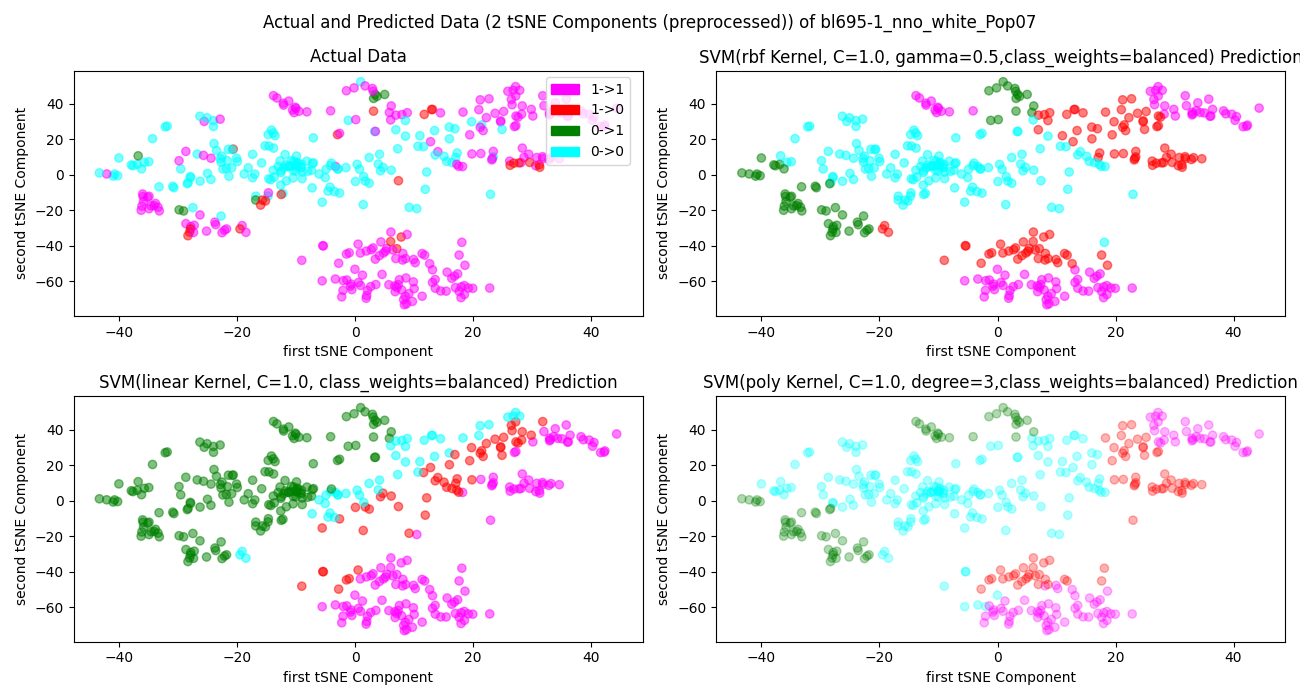 Actual and Predicted Data (2 tSNE Components (preprocessed)) of bl695-1_nno_white_Pop07
Actual Data
second tSNE Component
40
20
0
−20
−40
−60
1->1
1->0
0->1
0->0
−40 −20 0 20 40
first tSNE Component
SVM(rbf Kernel, C=1.0, gamma=0.5,class_weights=balanced) Prediction
second tSNE Component
40
20
0
−20
−40
−60
−40 −20 0 20 40
first tSNE Component
SVM(linear Kernel, C=1.0, class_weights=balanced) Prediction
second tSNE Component
40
20
0
−20
−40
−60
−40 −20 0 20 40
first tSNE Component
SVM(poly Kernel, C=1.0, degree=3,class_weights=balanced) Prediction
second tSNE Component
40
20
0
−20
−40
−60
−40 −20 0 20 40
first tSNE Component